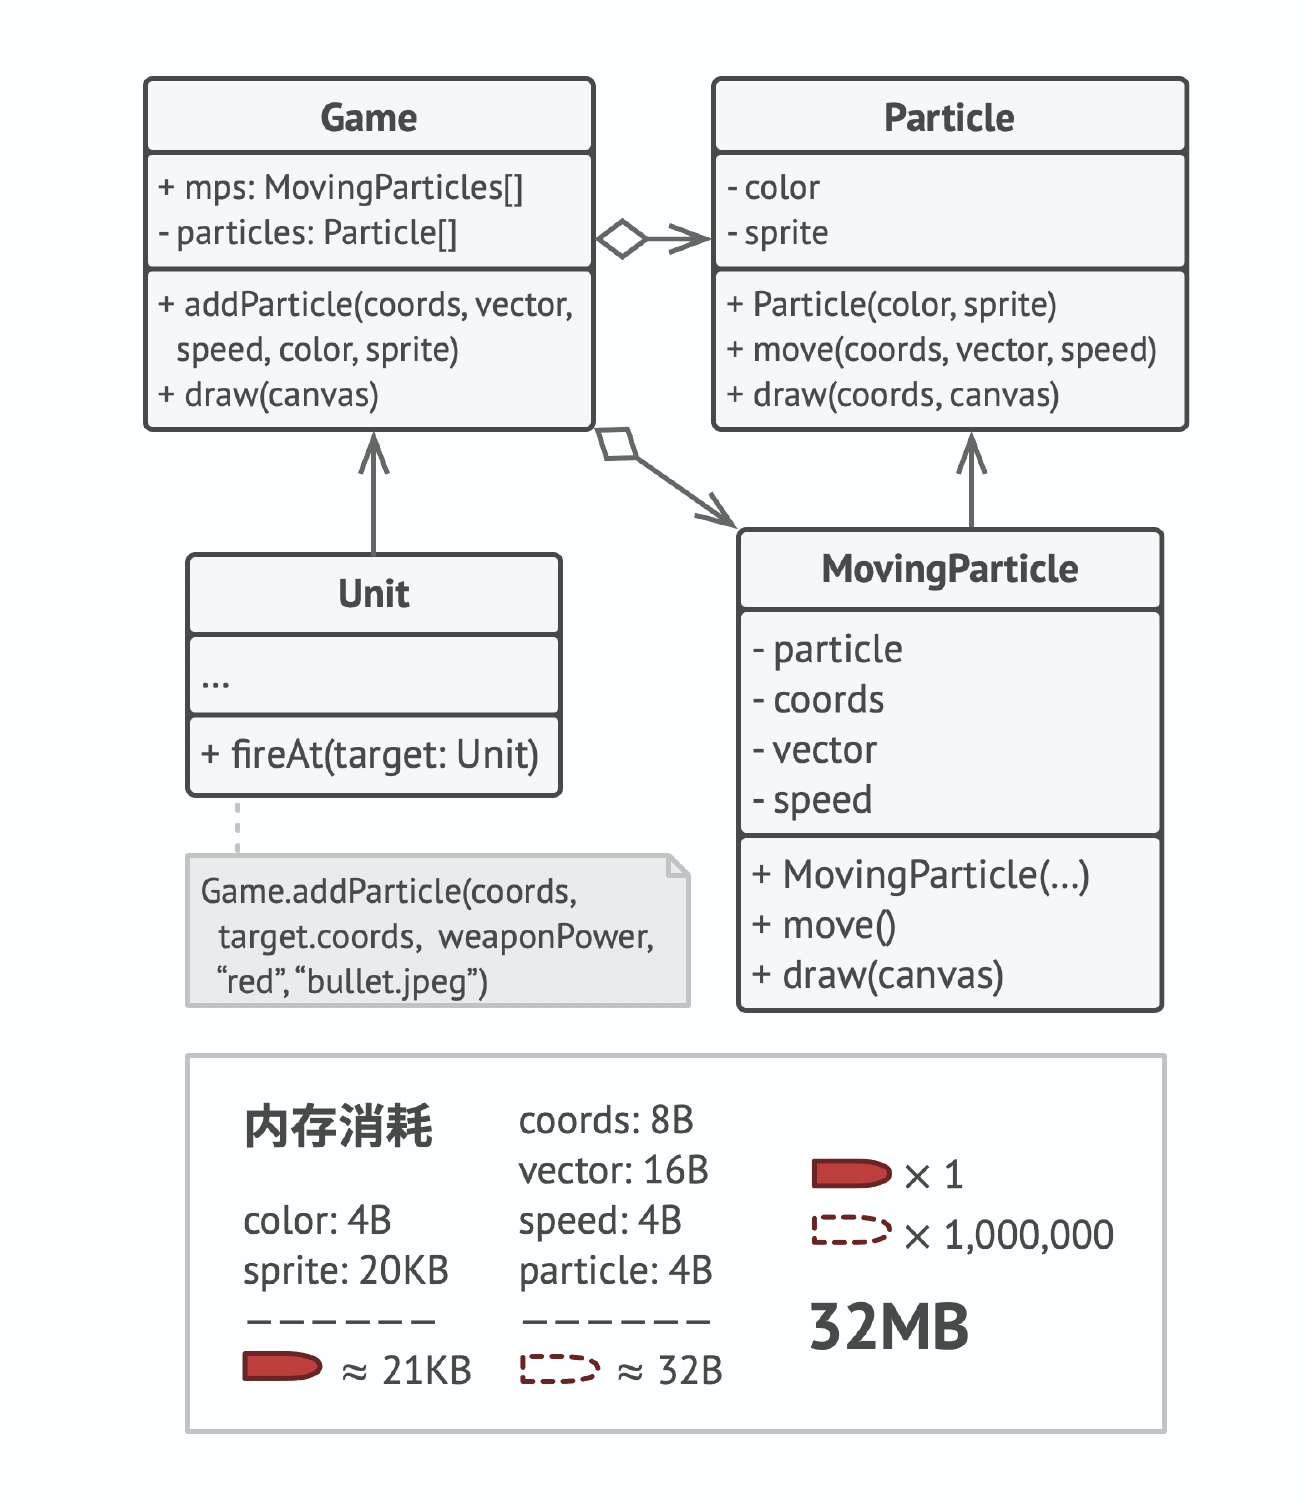 Game
+ mps: MovingParticles[]
- particles: Particle[]
+ addParticle(coords, vector,
speed, color, sprite)
+ draw(canvas)
Particle
- color
- sprite
+ Particle(color, sprite)
+ move(coords, vector, speed)
+ draw(coords, canvas)
Unit
...
+ fireAt(target: Unit)
Game.addParticle(coords,
target.coords, weaponPower,
“red”, “bullet.jpeg”)
MovingParticle
- particle
- coords
- vector
- speed
+ MovingParticle(...)
+ move()
+ draw(canvas)
内存消耗
color: 4B
sprite: 20KB
≈ 21KB
coords: 8B
vector: 16B
speed: 4B
particle: 4B
≈ 32B
× 1
× 1,000,000
32MB